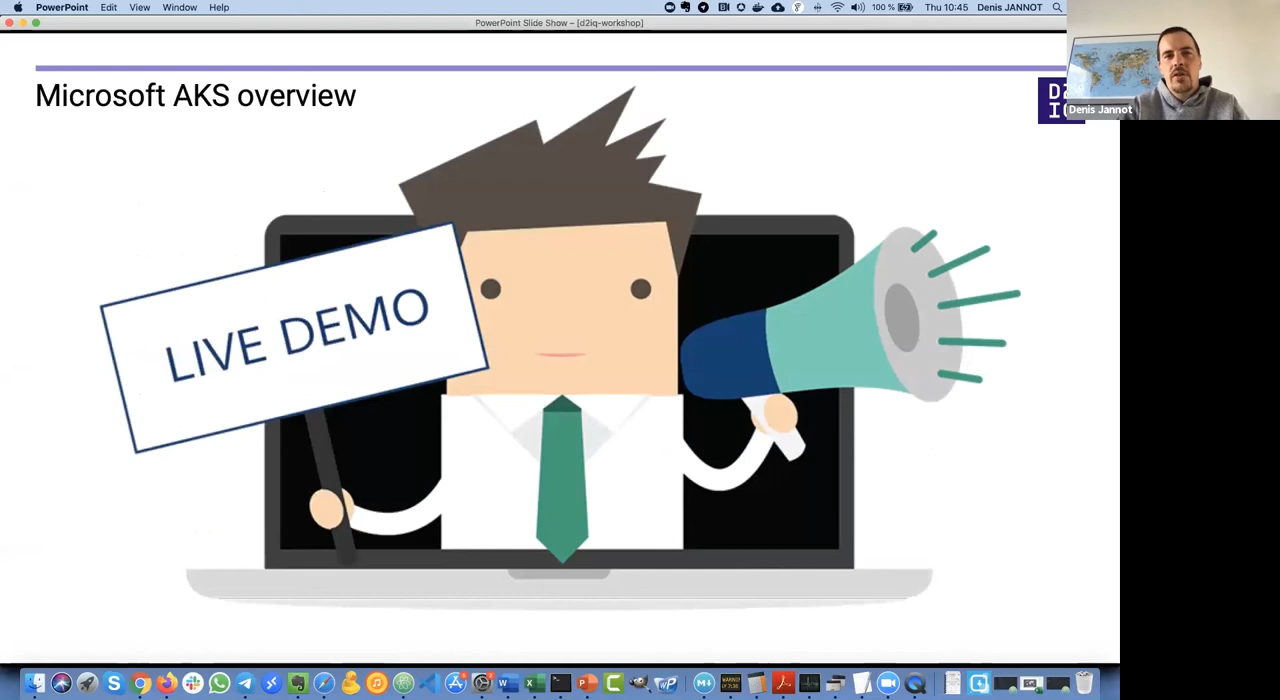 PowerPoint Edit View Window Help
100 % Thu 10:45 Denis JANNOT
PowerPoint Slide Show – [d2iq-workshop]
Microsoft AKS overview
Denis Jannot
LIVE DEMO